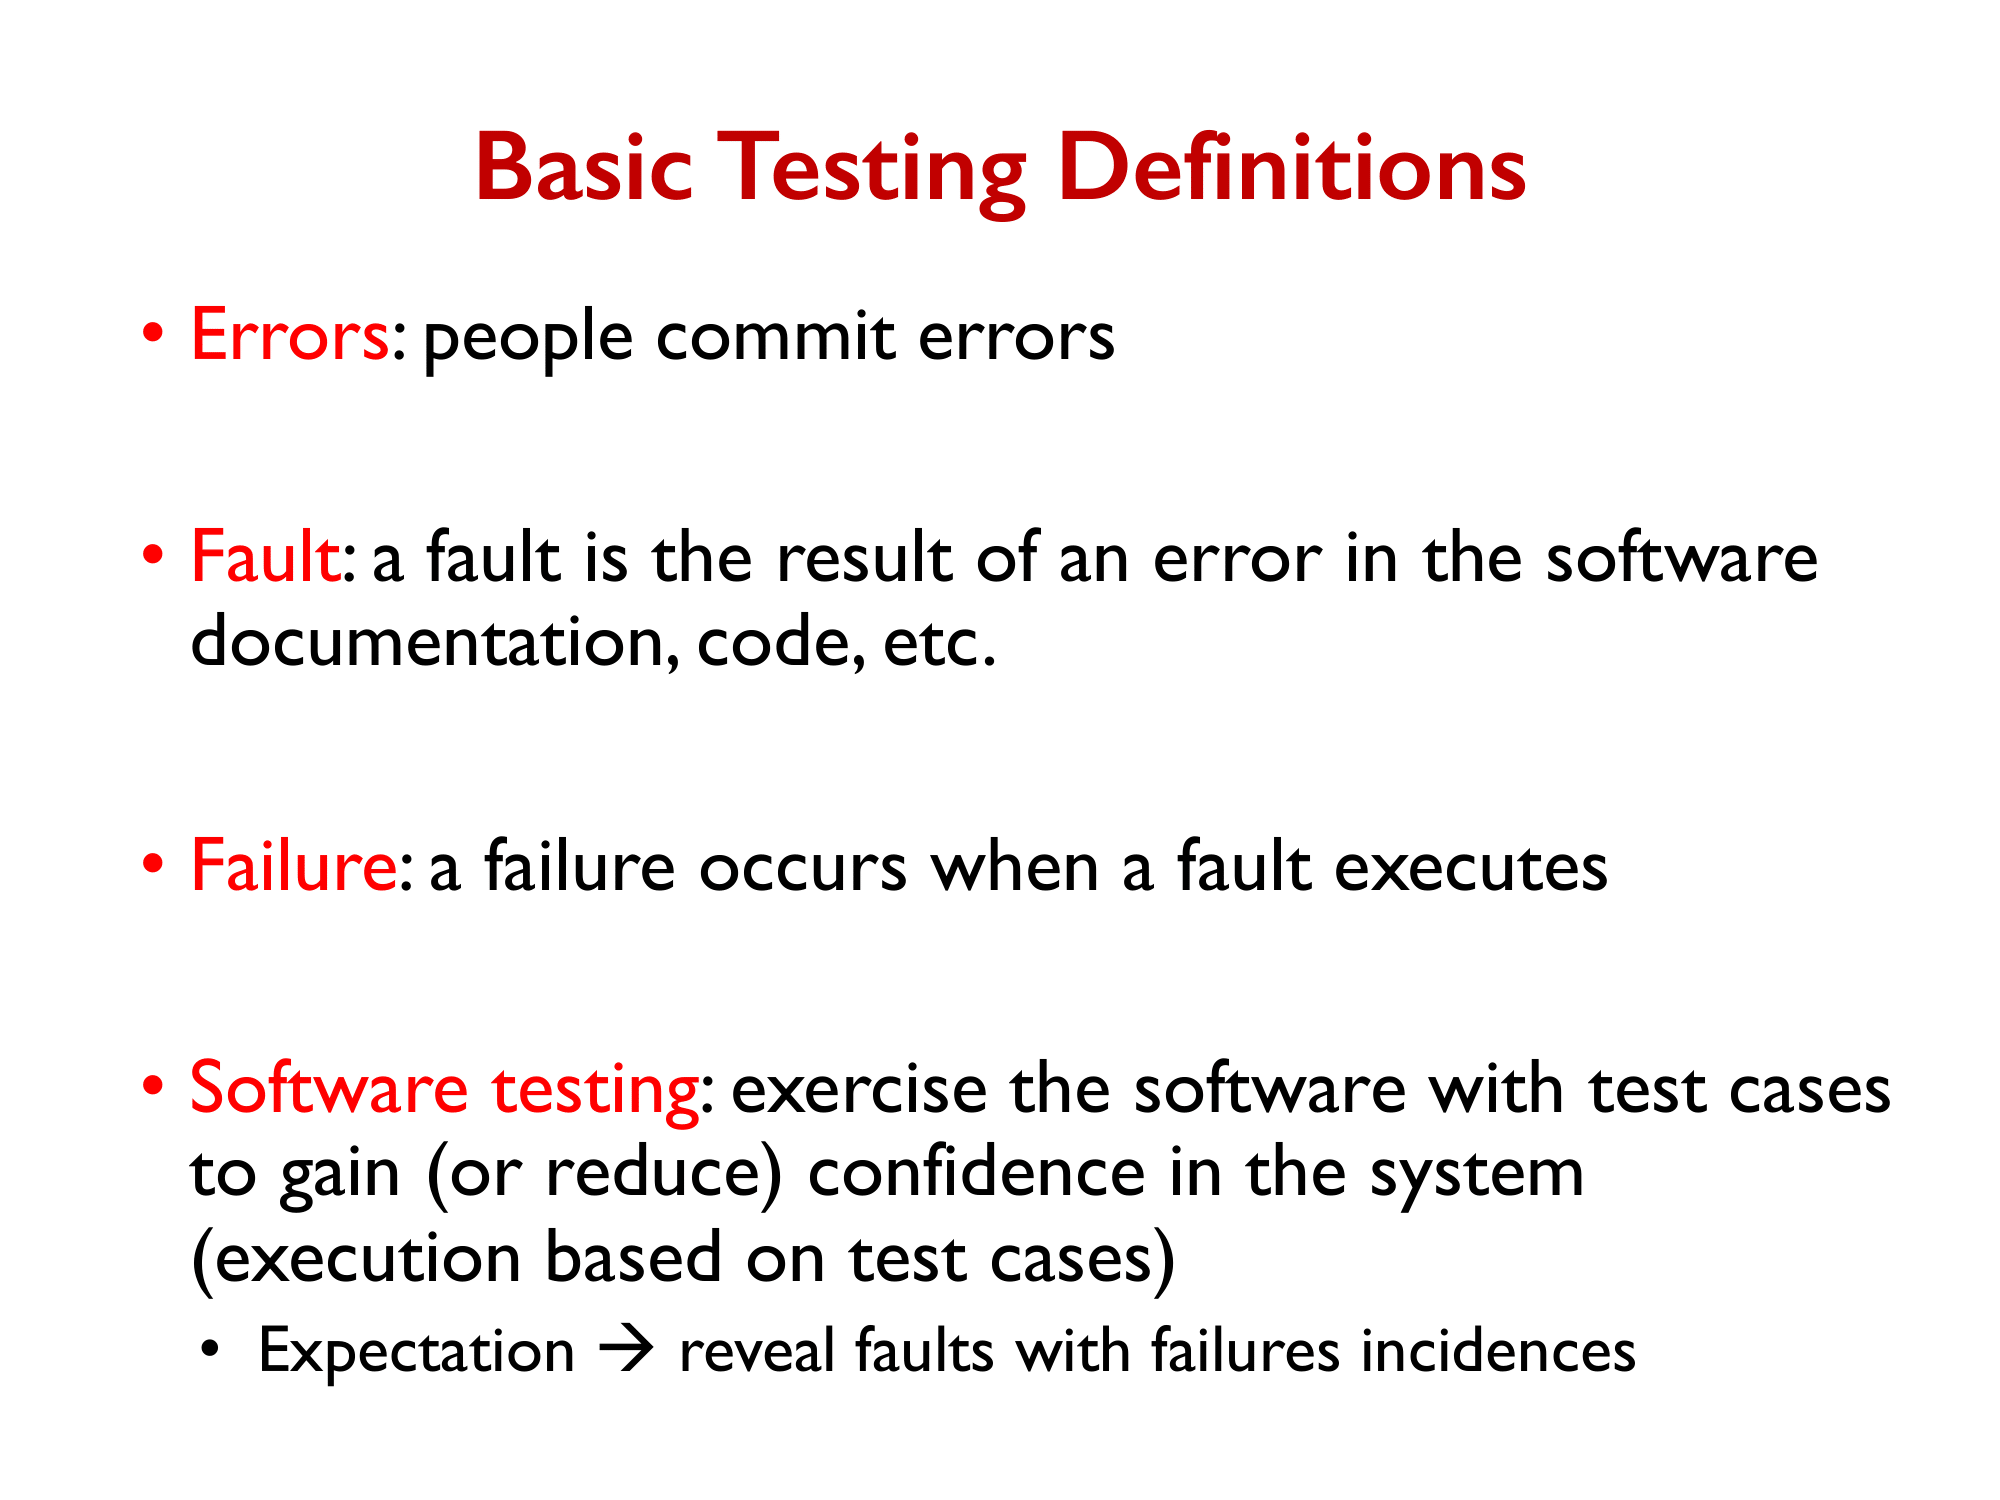 Basic Testing Definitions
• Errors: people commit errors
• Fault: a fault is the result of an error in the software
documentation, code, etc.
• Failure: a failure occurs when a fault executes
• Software testing: exercise the software with test cases
to gain (or reduce) confidence in the system
(execution based on test cases)
• Expectation → reveal faults with failures incidences